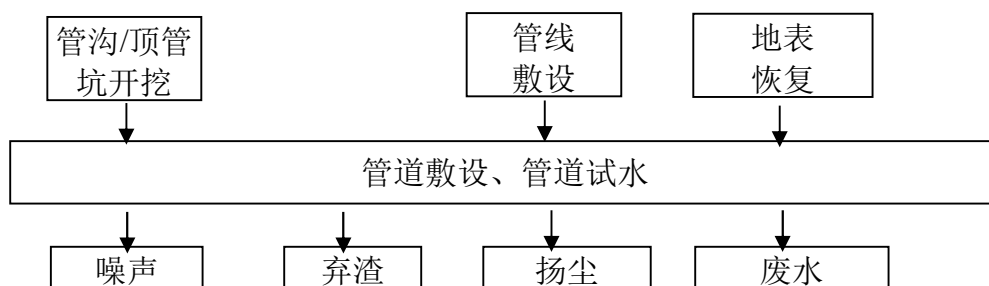 管沟/顶管
坑开挖
管线
敷设
地表
恢复
管道敷设、管道试水
噪声
弃渣
扬尘
废水